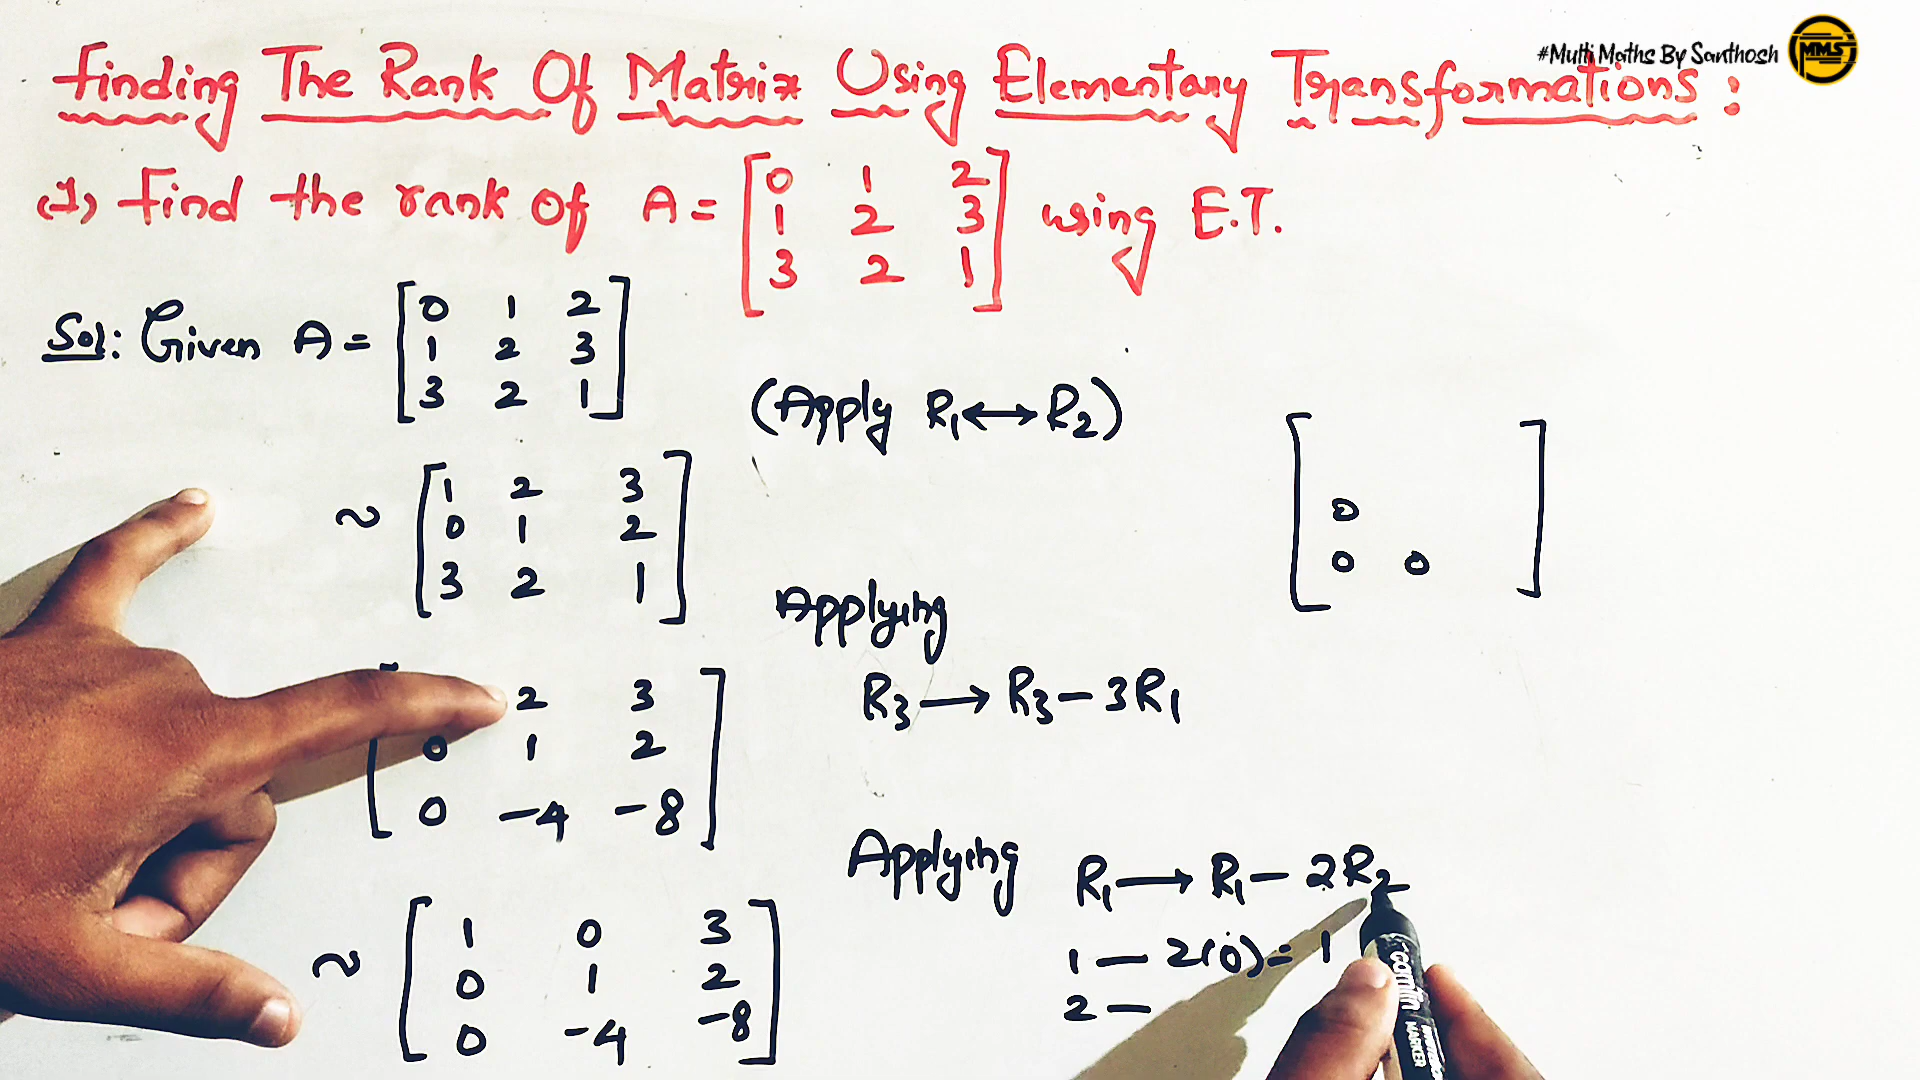 #Multi Maths By Santhosh
MMS
Finding The Rank Of Matrix Using Elementary Transformations:
(1) Find the rank of A = [0 1 2
1 2 3
3 2 1] using E.T.
Sol: Given A = [0 1 2
1 2 3
3 2 1]
(Apply R₁ ↔ R₂)
~ [1 2 3
0 1 2
3 2 1]
[
0
0 0 ]
Applying
R₃ → R₃ - 3R₁
[ 2 3
0 1 2
0 -4 -8]
Applying R₁ → R₁ - 2R₂
~ [1 0 3
0 1 2
0 -4 -8]
1 - 2(0) = 1
2 -
Camlin
MARKER